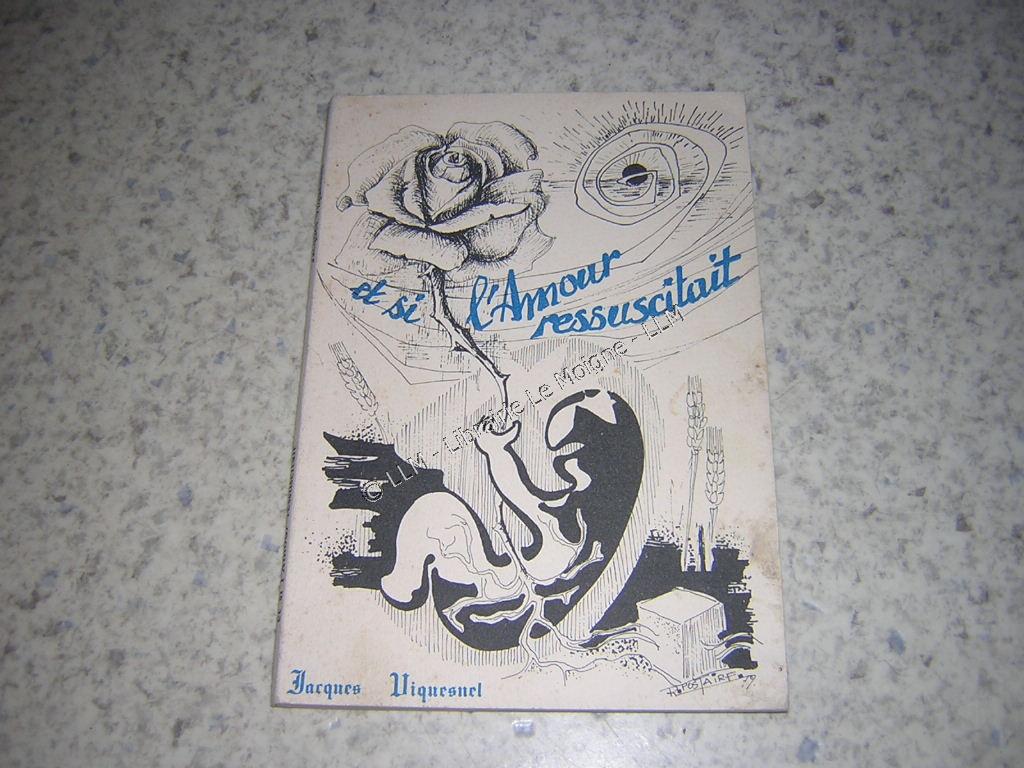 et si l'Amour
ressuscitait
© LLM - Librairie Le Moigne - LLM
Jacques Viquesnel